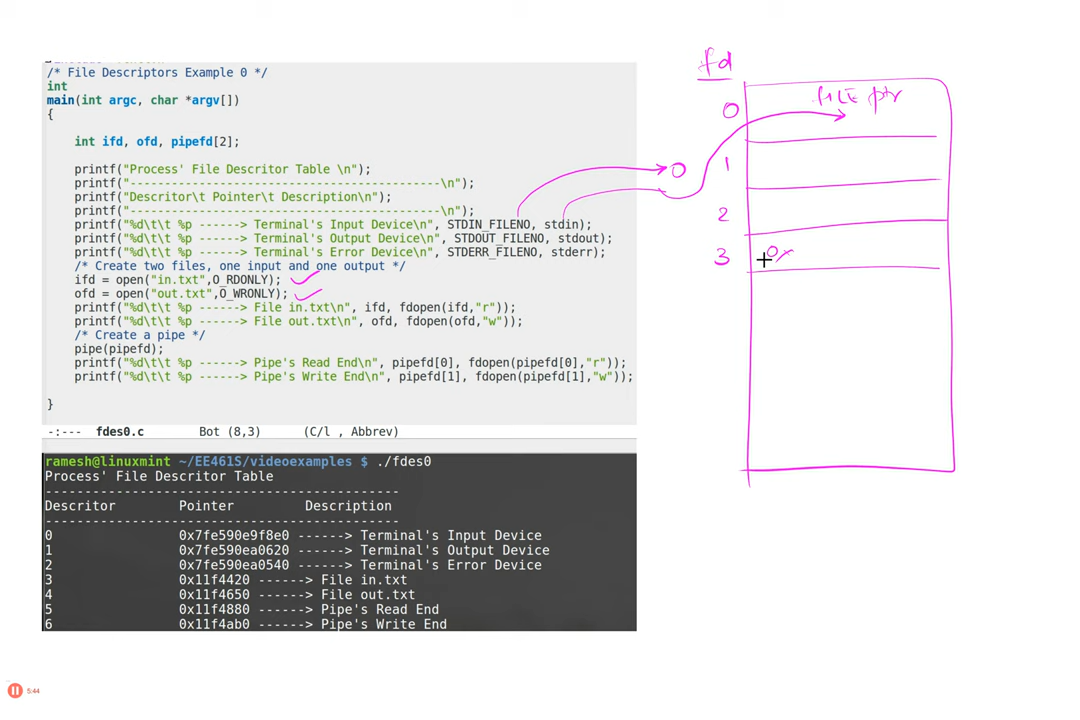 /* File Descriptors Example 0 */
int
main(int argc, char *argv[])
{
int ifd, ofd, pipefd[2];
printf("Process' File Descritor Table \n");
printf("-----------------------------------------\n");
printf("Descritor\t Pointer\t Description\n");
printf("-----------------------------------------\n");
printf("%d\t\t %p ------> Terminal's Input Device\n", STDIN_FILENO, stdin);
printf("%d\t\t %p ------> Terminal's Output Device\n", STDOUT_FILENO, stdout);
printf("%d\t\t %p ------> Terminal's Error Device\n", STDERR_FILENO, stderr);
/* Create two files, one input and one output */
ifd = open("in.txt",O_RDONLY);
ofd = open("out.txt",O_WRONLY);
printf("%d\t\t %p ------> File in.txt\n", ifd, fdopen(ifd,"r"));
printf("%d\t\t %p ------> File out.txt\n", ofd, fdopen(ofd,"w"));
/* Create a pipe */
pipe(pipefd);
printf("%d\t\t %p ------> Pipe's Read End\n", pipefd[0], fdopen(pipefd[0],"r"));
printf("%d\t\t %p ------> Pipe's Write End\n", pipefd[1], fdopen(pipefd[1],"w"));
}
-:--- fdes0.c Bot (8,3) (C/l , Abbrev)
ramesh@linuxmint ~/EE461S/videoexamples $ ./fdes0
Process' File Descritor Table
-----------------------------------------
Descritor Pointer Description
-----------------------------------------
0 0x7fe590e9f8e0 ------> Terminal's Input Device
1 0x7fe590ea0620 ------> Terminal's Output Device
2 0x7fe590ea0540 ------> Terminal's Error Device
3 0x11f4420 ------> File in.txt
4 0x11f4650 ------> File out.txt
5 0x11f4880 ------> Pipe's Read End
6 0x11f4ab0 ------> Pipe's Write End
fd
FILE ptr
0
0
1
2
3 0x
5:44